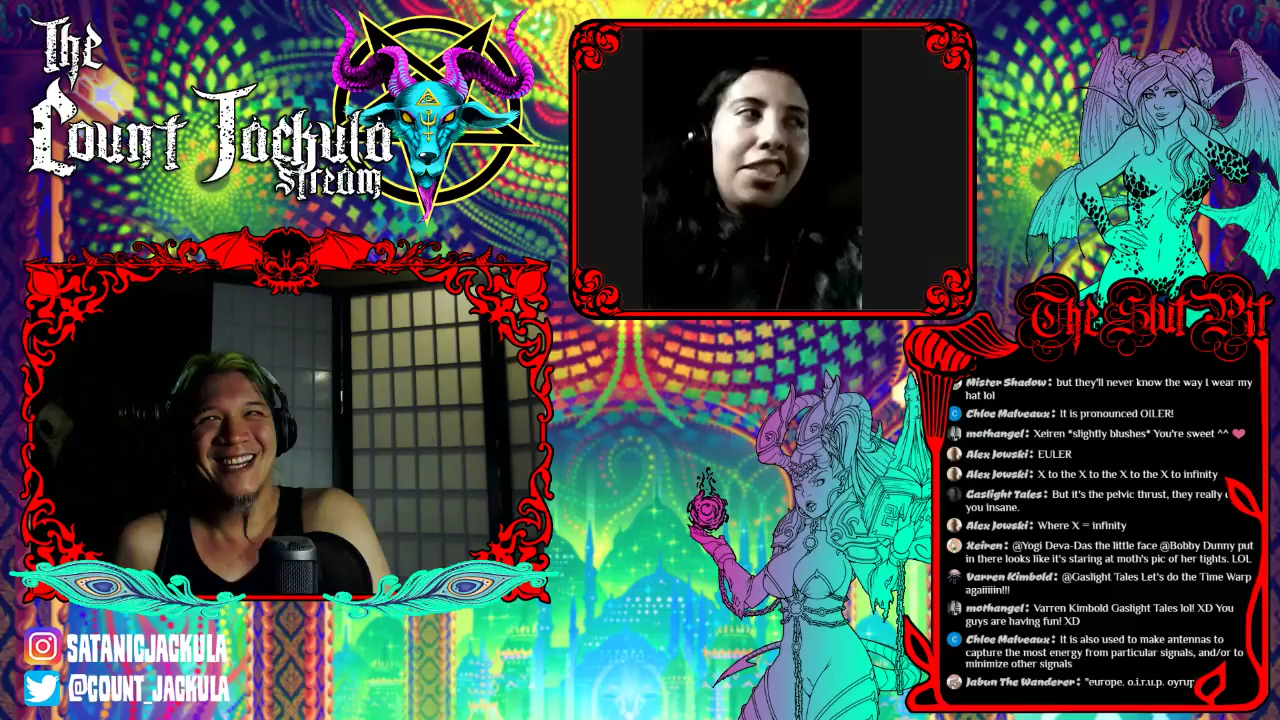 The
Count Jackula
stream
The Slut Pit
Mister Shadow: but they'll never know the way I wear my
hat lol
C Chloe Malveaux: It is pronounced OILER!
mothangel: Xeiren *slightly blushes* You're sweet ^^ ❤
Alex Jowski: EULER
Alex Jowski: X to the X to the X to the X to infinity
Gaslight Tales: But it's the pelvic thrust, they really
you insane.
Alex Jowski: Where X = infinity
Xeiren: @Yogi Deva-Das the little face @Bobby Dunny put
in there looks like it's staring at moth's pic of her tights. LOL
Varren Kimbold: @Gaslight Tales Let's do the Time Warp
agaiiiiin!!!
mothangel: Varren Kimbold Gaslight Tales lol! XD You
guys are having fun! XD
C Chloe Malveaux: It is also used to make antennas to
capture the most energy from particular signals, and/or to
minimize other signals
Jabun The Wanderer: "europe. o.i.r.u.p. oyrup
SATANICJACKULA
@COUNT_JACKULA